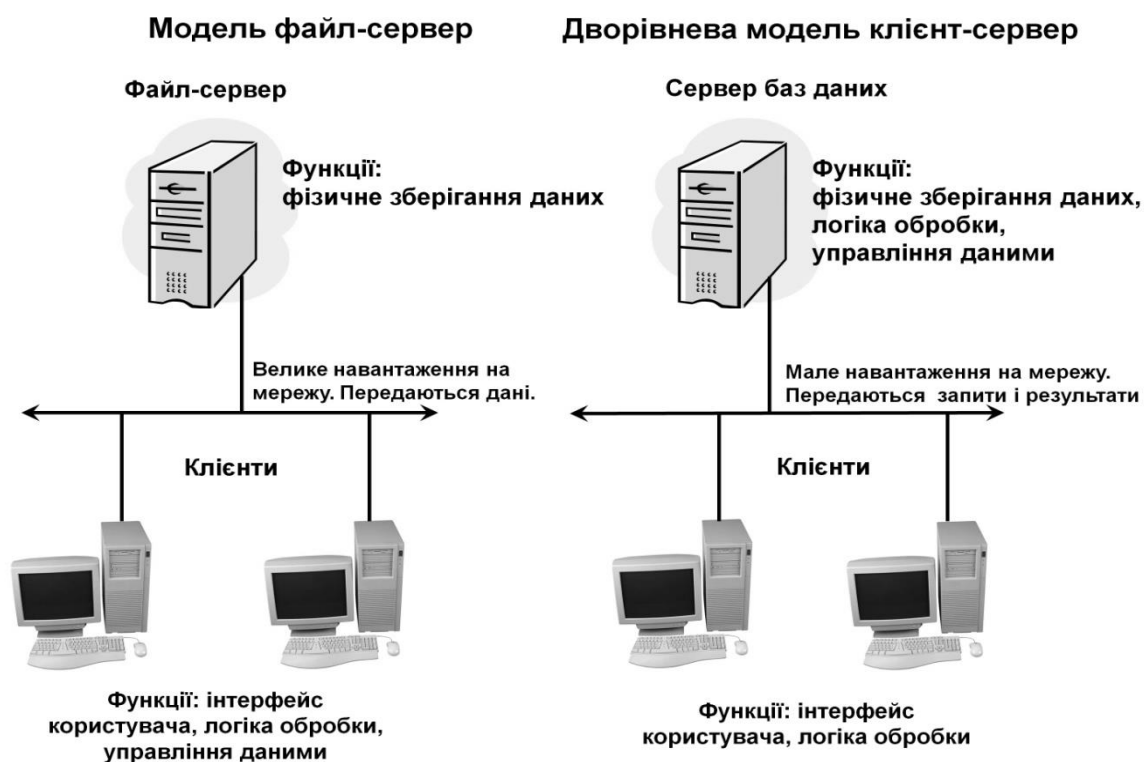 Модель файл-сервер
Файл-сервер
Функції:
фізичне зберігання даних
Велике навантаження на
мережу. Передаються дані.
Клієнти
Функції: інтерфейс
користувача, логіка обробки,
управління даними
Дворівнева модель клієнт-сервер
Сервер баз даних
Функції:
фізичне зберігання даних,
логіка обробки,
управління даними
Мале навантаження на мережу.
Передаються запити і результати
Клієнти
Функції: інтерфейс
користувача, логіка обробки